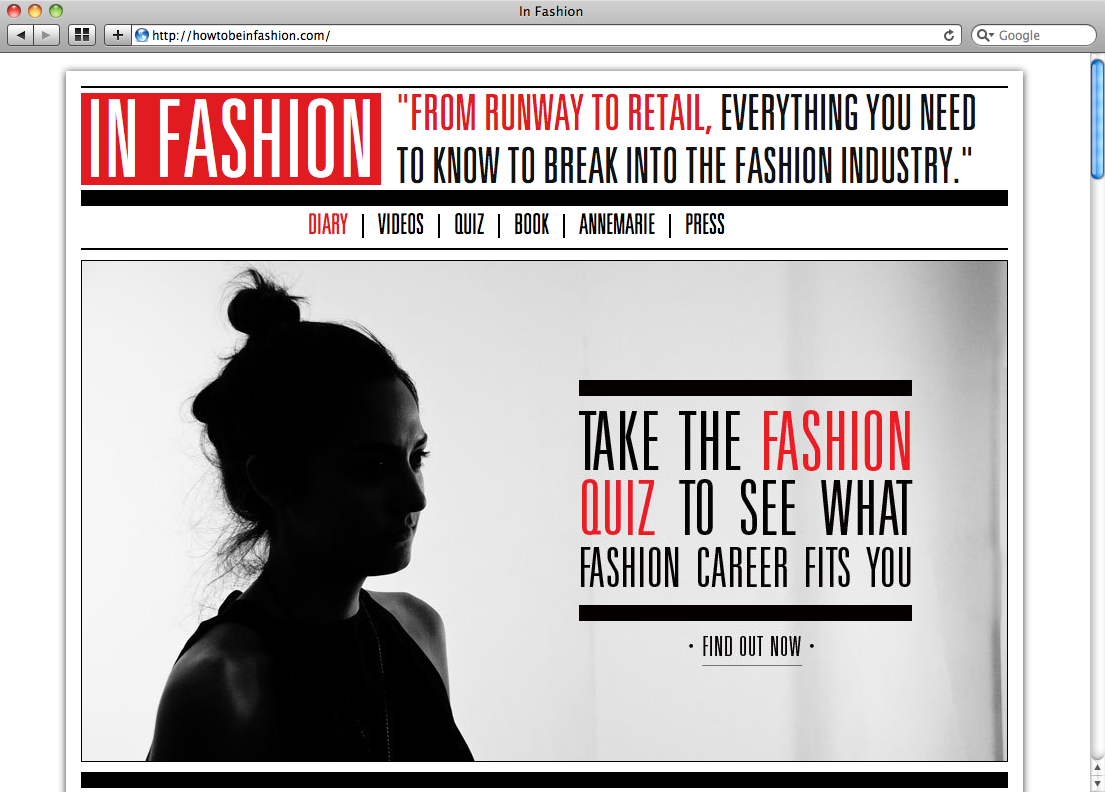 In Fashion
http://howtobeinfashion.com/
Google
IN FASHION
"FROM RUNWAY TO RETAIL, EVERYTHING YOU NEED
TO KNOW TO BREAK INTO THE FASHION INDUSTRY."
DIARY | VIDEOS | QUIZ | BOOK | ANNEMARIE | PRESS
TAKE THE FASHION
QUIZ TO SEE WHAT
FASHION CAREER FITS YOU
· FIND OUT NOW ·